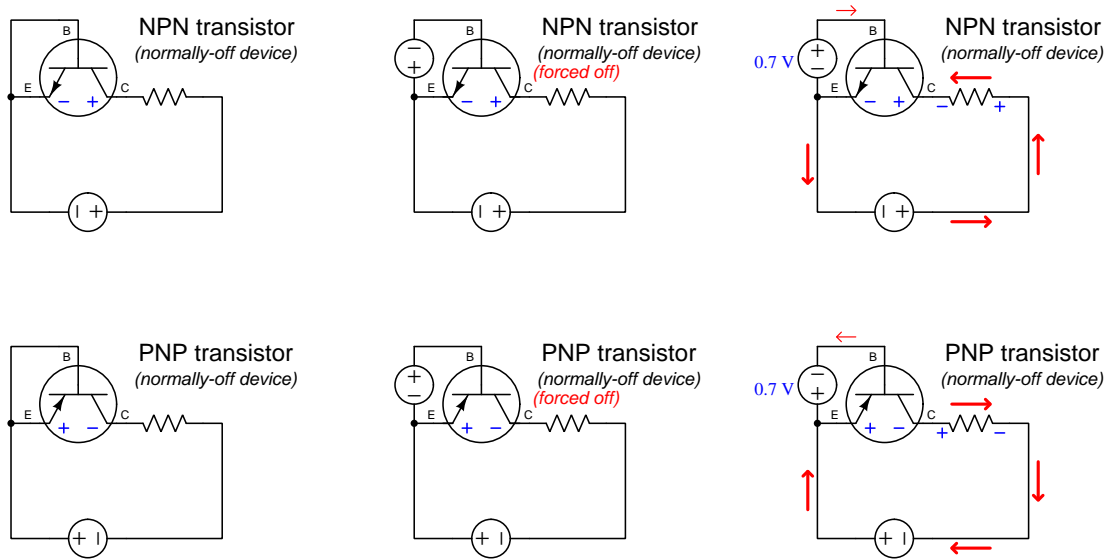 NPN transistor
(normally-off device)
B
E
C
− +
− +
NPN transistor
(normally-off device)
(forced off)
B
E
C
− +
− +
− +
NPN transistor
(normally-off device)
B
0.7 V
+ −
E
C
− +
− +
− +
PNP transistor
(normally-off device)
B
E
C
+ −
+ −
PNP transistor
(normally-off device)
(forced off)
B
+ −
E
C
+ −
+ −
PNP transistor
(normally-off device)
B
0.7 V
− +
E
C
+ −
+ −
+ −